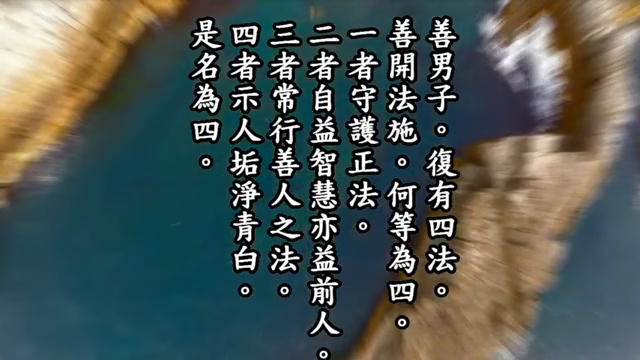 善男子。復有四法。
善開法施。何等為四。
一者守護正法。
二者自益智慧亦益前人。
三者常行善人之法。
四者示人垢淨青白。
是名為四。